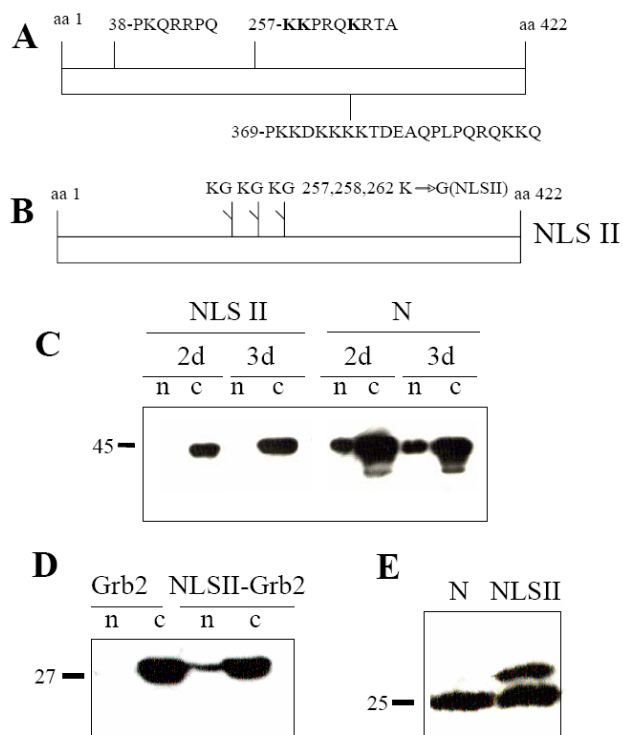 A
aa 1
38-PKQRRPQ
257-KKPRQKRTA
aa 422
369-PKKDKKKKTDEAQPLPQRQKKQ
B
aa 1
KG KG KG 257,258,262 K→G(NLSII)
aa 422
NLS II
C
NLS II N
2d 3d 2d 3d
n c n c n c n c
45
D
Grb2 NLSII-Grb2
n c n c
27
E
N NLSII
25